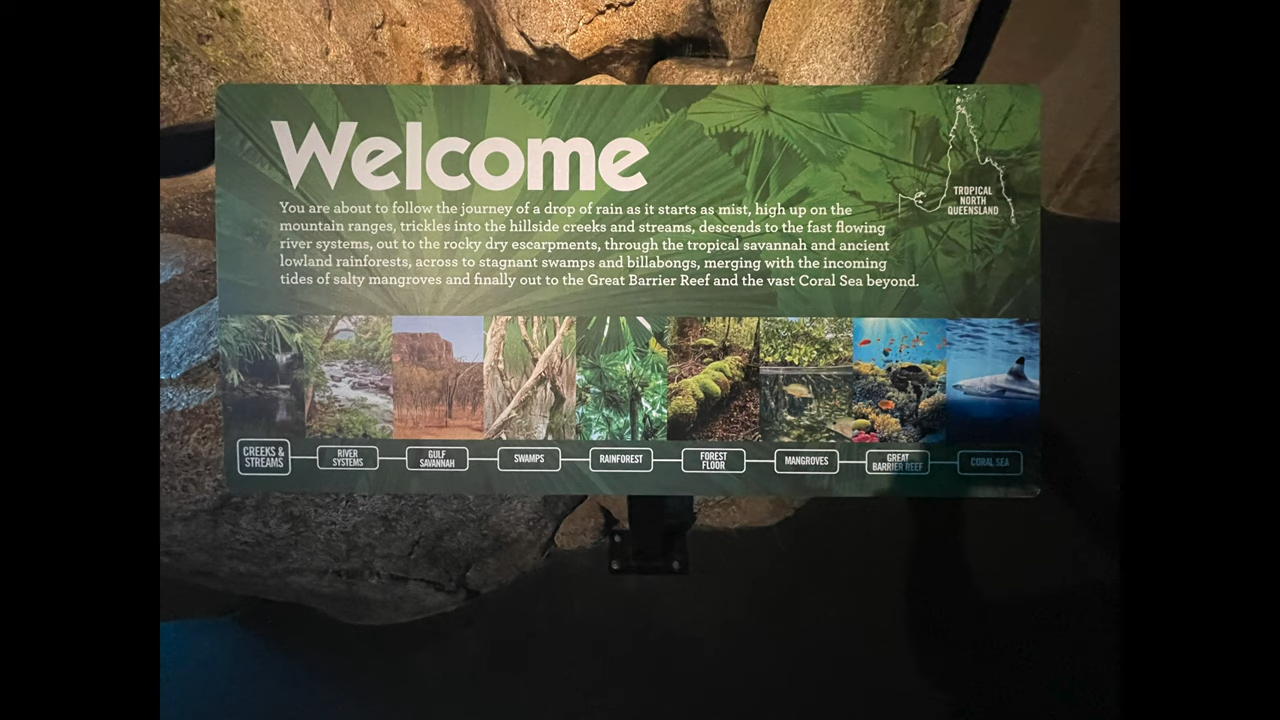 Welcome
TROPICAL
NORTH
QUEENSLAND
You are about to follow the journey of a drop of rain as it starts as mist, high up on the
mountain ranges, trickles into the hillside creeks and streams, descends to the fast flowing
river systems, out to the rocky dry escarpments, through the tropical savannah and ancient
lowland rainforests, across to stagnant swamps and billabongs, merging with the incoming
tides of salty mangroves and finally out to the Great Barrier Reef and the vast Coral Sea beyond.
CREEKS &
STREAMS
RIVER
SYSTEMS
GULF
SAVANNAH
SWAMPS
RAINFOREST
FOREST
FLOOR
MANGROVES
GREAT
BARRIER REEF
CORAL SEA